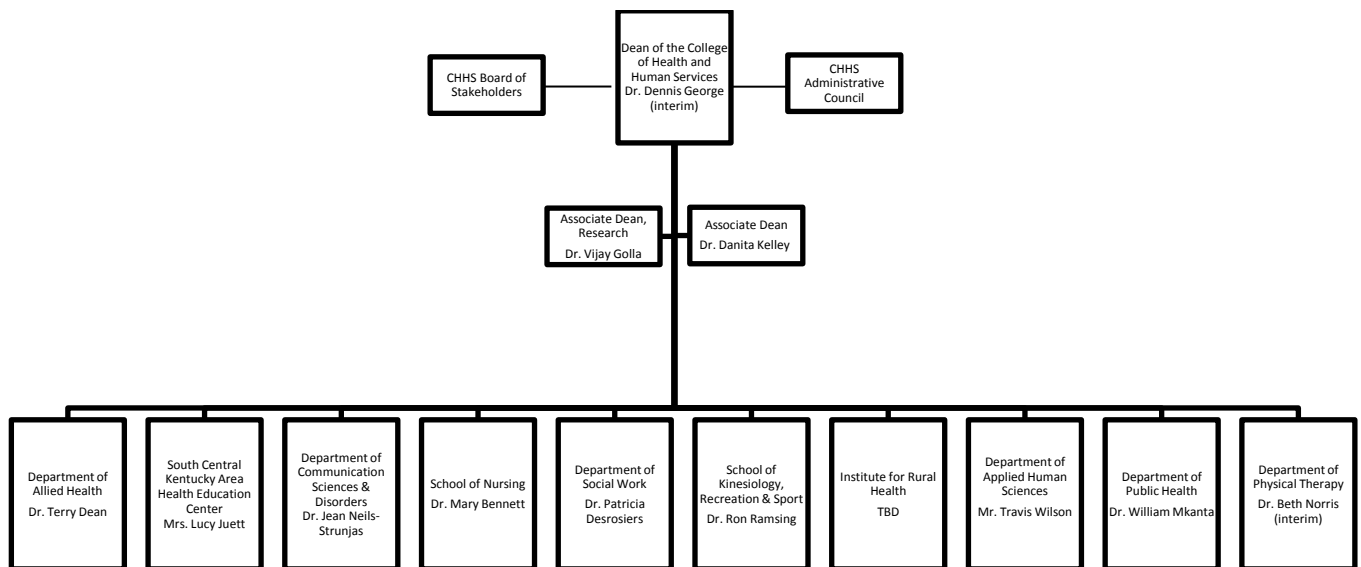 Dean of the College
of Health and
Human Services
Dr. Dennis George
(interim)
CHHS Board of
Stakeholders
CHHS
Administrative
Council
Associate Dean,
Research
Dr. Vijay Golla
Associate Dean
Dr. Danita Kelley
Department of
Allied Health
Dr. Terry Dean
South Central
Kentucky Area
Health Education
Center
Mrs. Lucy Juett
Department of
Communication
Sciences &
Disorders
Dr. Jean Neils-
Strunjas
School of Nursing
Dr. Mary Bennett
Department of
Social Work
Dr. Patricia
Desrosiers
School of
Kinesiology,
Recreation & Sport
Dr. Ron Ramsing
Institute for Rural
Health
TBD
Department of
Applied Human
Sciences
Mr. Travis Wilson
Department of
Public Health
Dr. William Mkanta
Department of
Physical Therapy
Dr. Beth Norris
(interim)